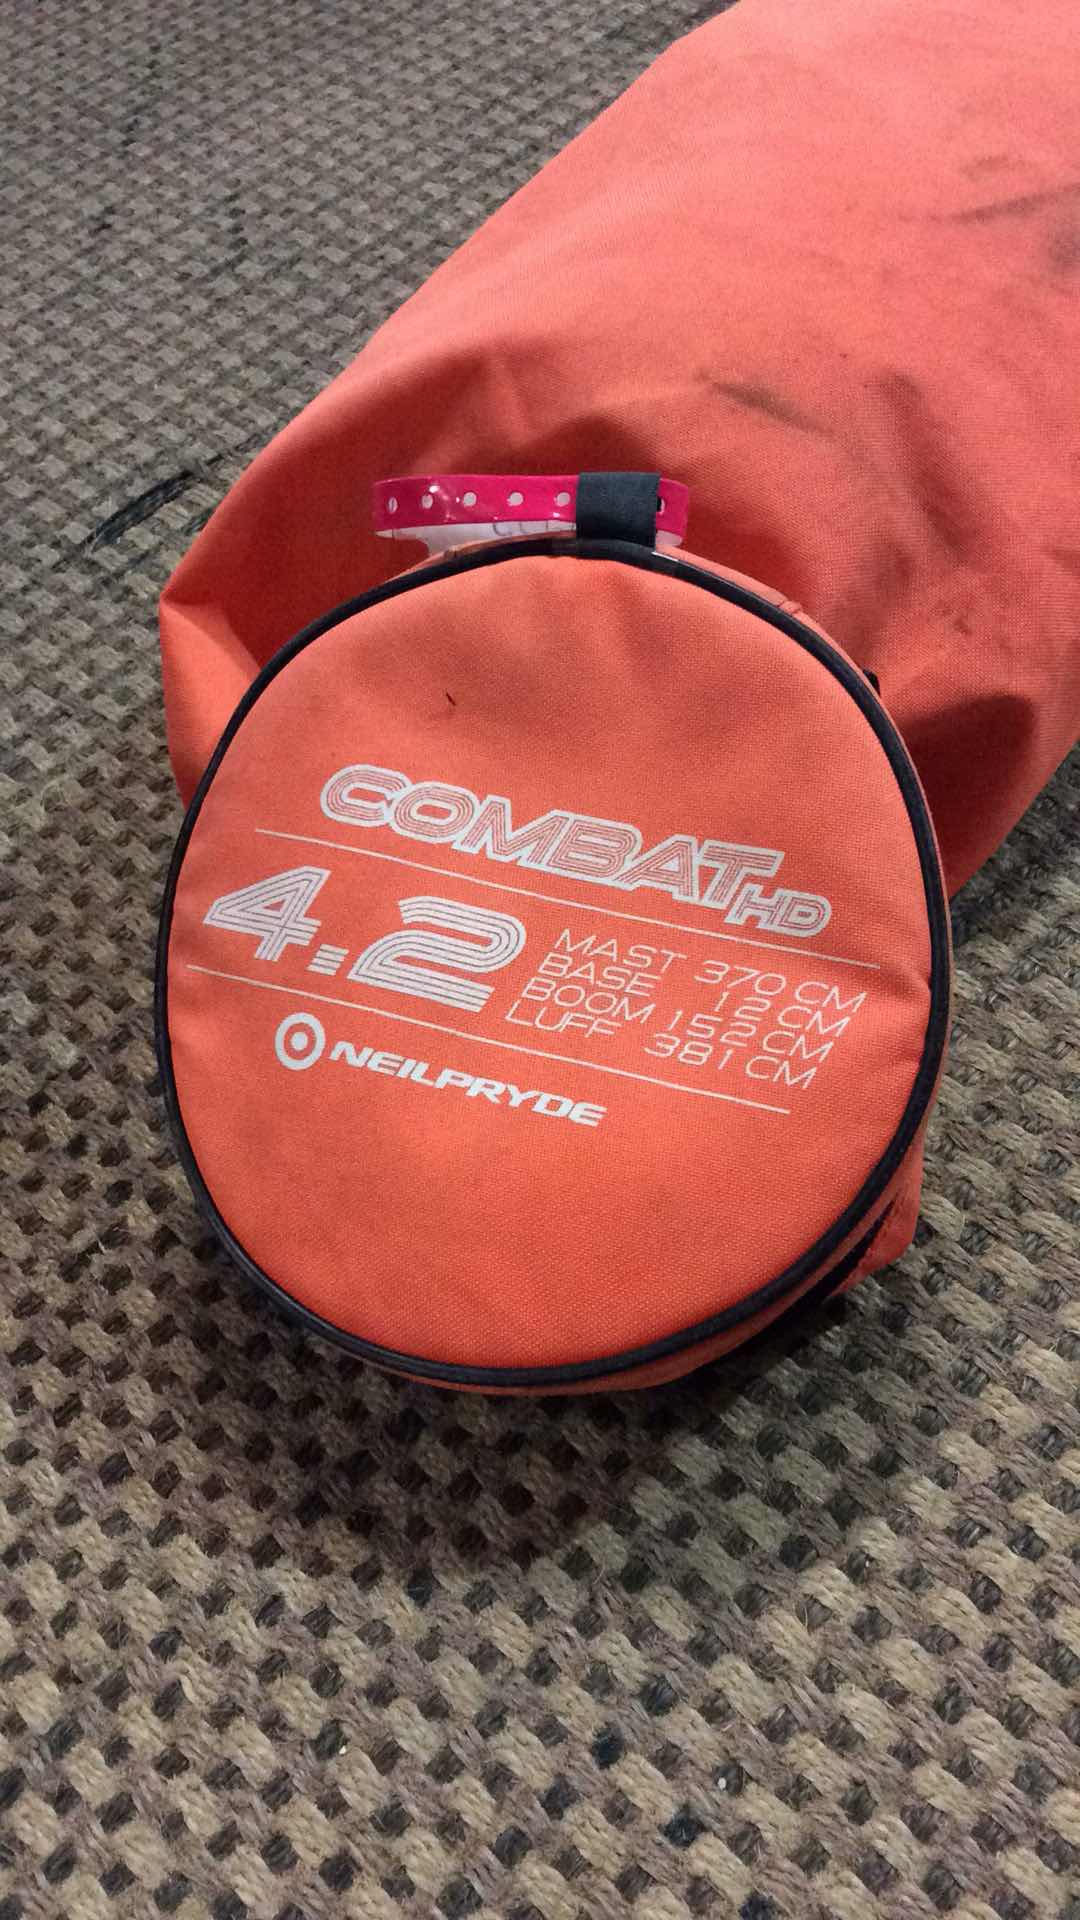 COMBAT HD
4.2
MAST 370 CM
BASE 12 CM
BOOM 152 CM
LUFF 381 CM
NEILPRYDE